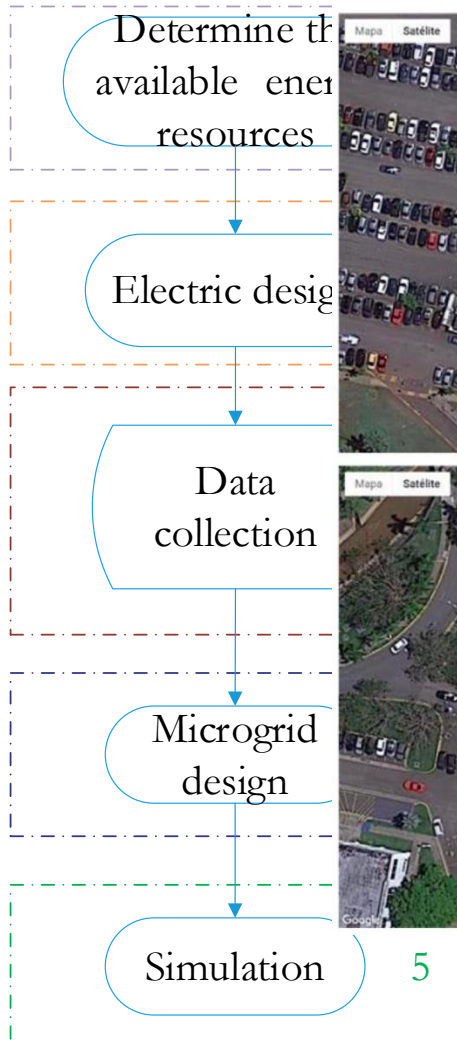 Determine th
available ener
resources
Mapa Satélite
Electric desig
Data
collection
Mapa Satélite
Microgrid
design
Google
Simulation
5